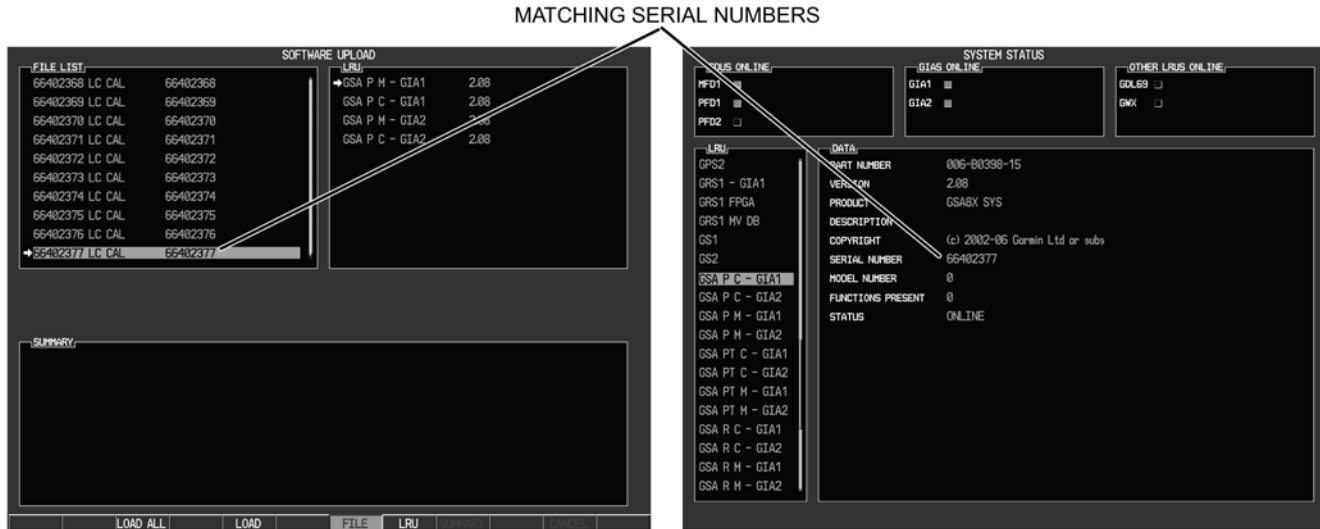 MATCHING SERIAL NUMBERS
SOFTWARE UPLOAD
FILE LIST
66402368 LC CAL 66402368
66402369 LC CAL 66402369
66402370 LC CAL 66402370
66402371 LC CAL 66402371
66402372 LC CAL 66402372
66402373 LC CAL 66402373
66402374 LC CAL 66402374
66402375 LC CAL 66402375
66402376 LC CAL 66402376
➔66402377 LC CAL 66402377
LRU
➔GSA P M - GIA1 2.08
GSA P C - GIA1 2.08
GSA P M - GIA2 2.08
GSA P C - GIA2 2.08
SUMMARY
LOAD ALL LOAD FILE LRU SUMMARY CANCEL
SYSTEM STATUS
CDUS ONLINE
MFD1
PFD1
PFD2
GIAS ONLINE
GIA1
GIA2
OTHER LRUS ONLINE
GDL69
GWX
LRU
GPS2
GRS1 - GIA1
GRS1 FPGA
GRS1 MV DB
GS1
GS2
GSA P C - GIA1
GSA P C - GIA2
GSA P M - GIA1
GSA P M - GIA2
GSA PT C - GIA1
GSA PT C - GIA2
GSA PT M - GIA1
GSA PT M - GIA2
GSA R C - GIA1
GSA R C - GIA2
GSA R M - GIA1
GSA R M - GIA2
DATA
PART NUMBER 006-B0398-15
VERSION 2.08
PRODUCT GSA8X SYS
DESCRIPTION
COPYRIGHT (c) 2002-06 Garmin Ltd or subs
SERIAL NUMBER 66402377
MODEL NUMBER 0
FUNCTIONS PRESENT 0
STATUS ONLINE